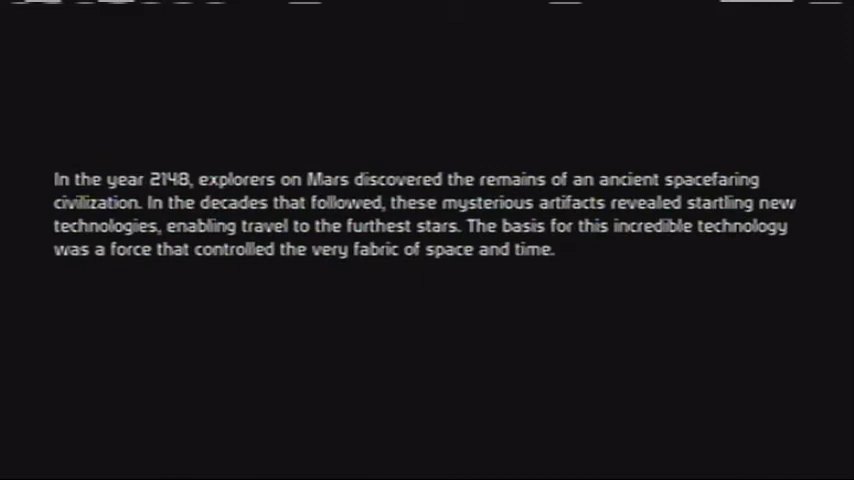 In the year 2148, explorers on Mars discovered the remains of an ancient spacefaring
civilization. In the decades that followed, these mysterious artifacts revealed startling new
technologies, enabling travel to the furthest stars. The basis for this incredible technology
was a force that controlled the very fabric of space and time.